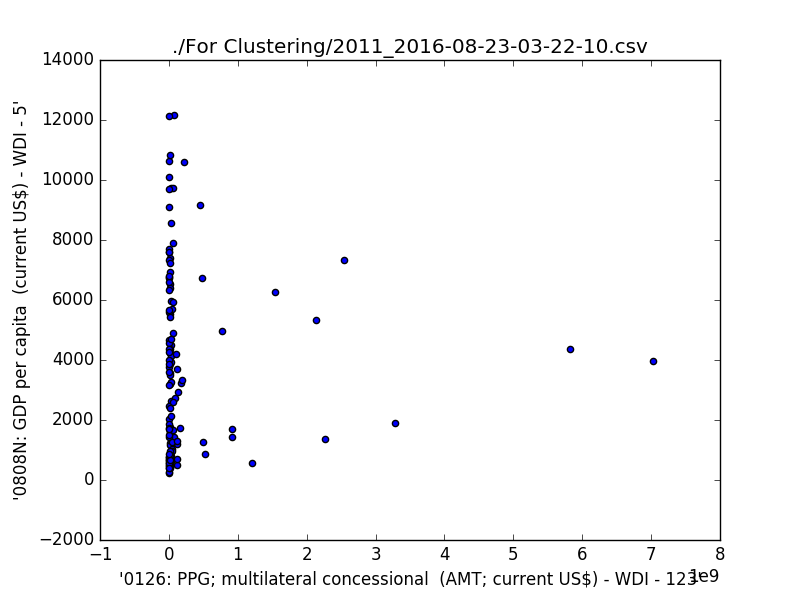 ./For Clustering/2011_2016-08-23-03-22-10.csv
14000
12000
10000
8000
6000
4000
2000
0
−2000
'0808N: GDP per capita  (current US$) - WDI - 5'
−1 0 1 2 3 4 5 6 7 8
1e9
'0126: PPG; multilateral concessional  (AMT; current US$) - WDI - 123'